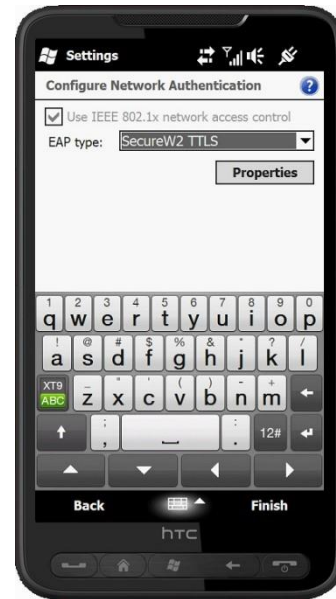 Settings
Configure Network Authentication ?
Use IEEE 802.1x network access control
EAP type: SecureW2 TTLS
Properties
1 2 3 4 5 6 7 8 9 0
q w e r t y u i o p
! @ # $ % & * ? /
a s d f g h j k l
XT9 _ " ' ( ) - +
ABC z x c v b n m
; :
, . 12#
Back Finish
hTC